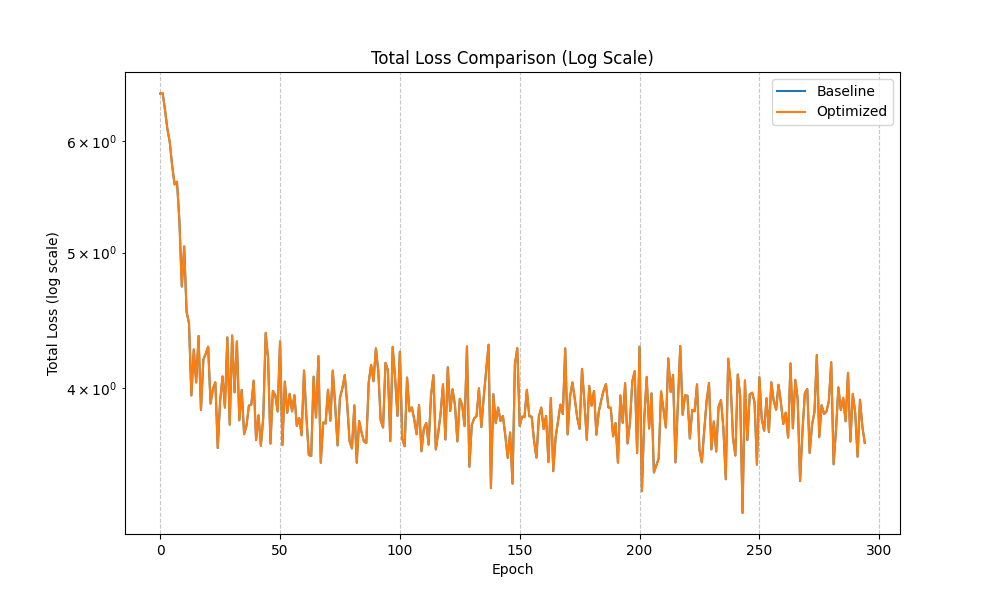 Total Loss Comparison (Log Scale)
Baseline
Optimized
Total Loss (log scale)
6 × 10⁰
5 × 10⁰
4 × 10⁰
0 50 100 150 200 250 300
Epoch